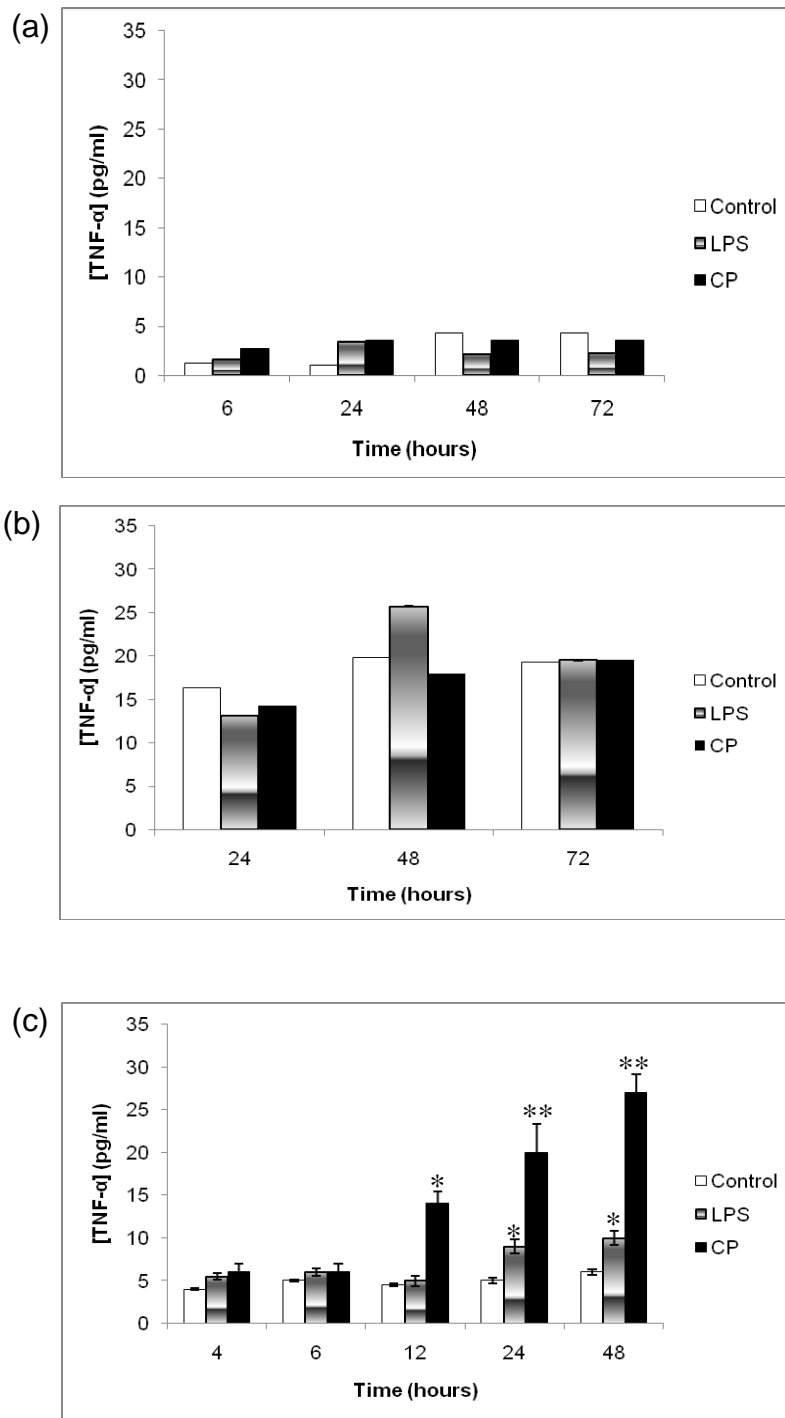 (a)
35
30
25
20
15
10
5
0
[TNF-α] (pg/ml)
6 24 48 72
Time (hours)
Control
LPS
CP
(b)
35
30
25
20
15
10
5
0
[TNF-α] (pg/ml)
24 48 72
Time (hours)
Control
LPS
CP
(c)
35
30
25
20
15
10
5
0
[TNF-α] (pg/ml)
* ** * ** *
4 6 12 24 48
Time (hours)
Control
LPS
CP